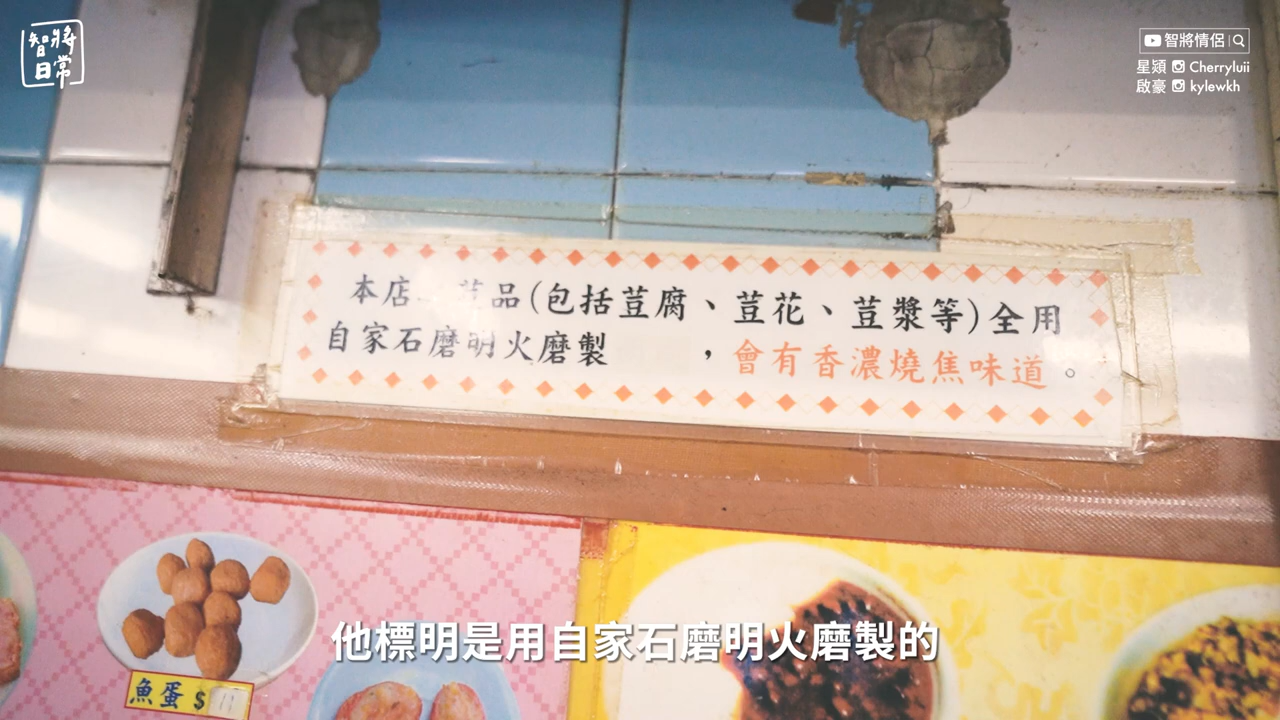 智將
日常
智將情侶
星潁 Cherryluii
啟豪 kylewkh
本店 品(包括荳腐、荳花、荳漿等)全用
自家石磨明火磨製 ,會有香濃燒焦味道。
魚蛋 $ 11
他標明是用自家石磨明火磨製的